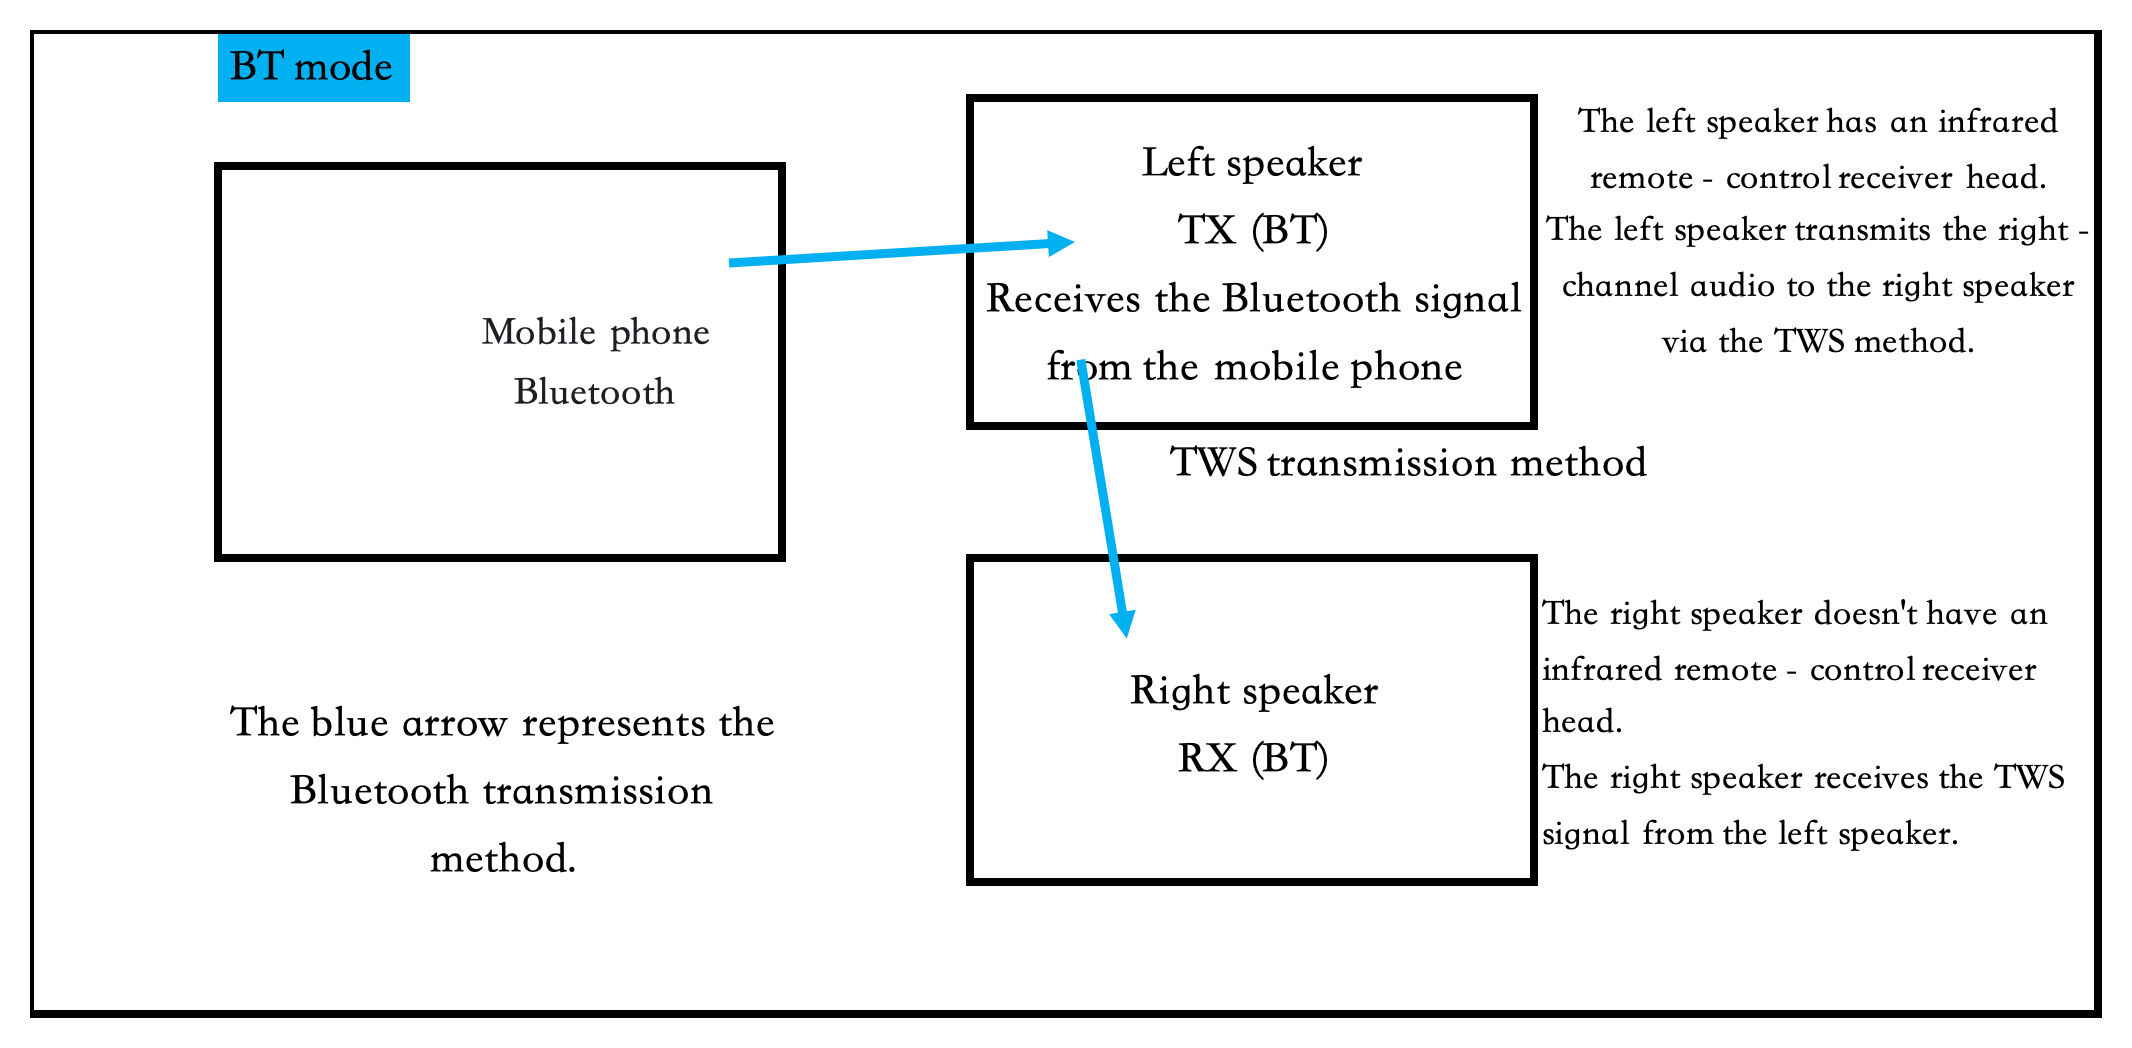 BT mode
Mobile phone
Bluetooth
The blue arrow represents the
Bluetooth transmission
method.
Left speaker
TX (BT)
Receives the Bluetooth signal
from the mobile phone
TWS transmission method
Right speaker
RX (BT)
The left speaker has an infrared
remote - control receiver head.
The left speaker transmits the right -
channel audio to the right speaker
via the TWS method.
The right speaker doesn't have an
infrared remote - control receiver
head.
The right speaker receives the TWS
signal from the left speaker.